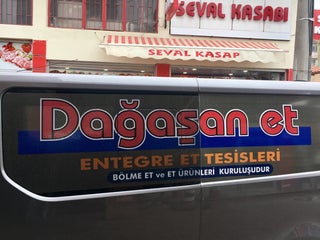 SEVAL KASABI
SEVAL KASAP
Dağaşan et
ENTEGRE ET TESİSLERİ
BÖLME ET ve ET ÜRÜNLERİ KURULUŞUDUR